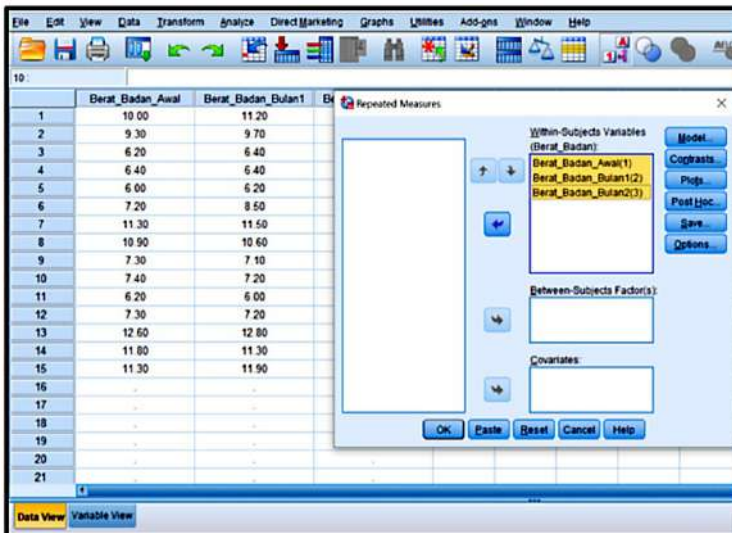 File Edit View Data Transform Analyze Direct Marketing Graphs Utilities Add-ons Window Help
10 :
Berat_Badan_Awal Berat_Badan_Bulan1
1 10.00 11.20
2 9.30 9.70
3 6.20 6.40
4 6.40 6.40
5 6.00 6.20
6 7.20 8.50
7 11.30 11.50
8 10.90 10.60
9 7.30 7.10
10 7.40 7.20
11 6.20 6.00
12 7.30 7.20
13 12.60 12.80
14 11.80 11.30
15 11.30 11.90
16
17
18
19
20
21
Data View Variable View
Repeated Measures
Within-Subjects Variables
(Berat_Badan):
Berat_Badan_Awal(1)
Berat_Badan_Bulan1(2)
Berat_Badan_Bulan2(3)
Between-Subjects Factor(s):
Covariates:
Model...
Contrasts...
Plots...
Post Hoc...
Save...
Options...
OK Paste Reset Cancel Help